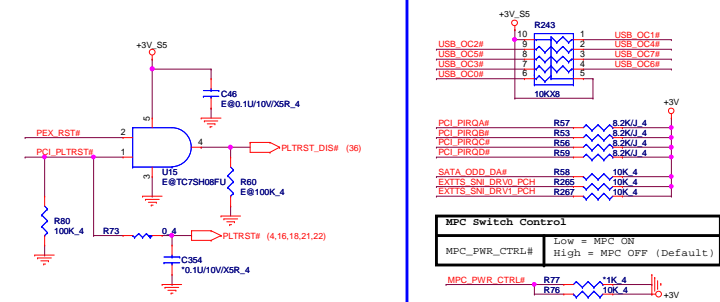 +3V_S5
C46
E@0.1U/10V/X5R_4
5
PEX_RST#
2
4
PLTRST_DIS# (36)
PCI_PLTRST#
1
3
U15
E@TC7SH08FU
R60
E@100K_4
R80
100K_4
R73
0_4
PLTRST# (4,16,18,21,22)
C354
*0.1U/10V/X5R_4
+3V_S5
R243
10
1
USB_OC1#
USB_OC2#
9
2
USB_OC4#
USB_OC5#
8
3
USB_OC7#
USB_OC3#
7
4
USB_OC6#
USB_OC0#
6
5
10KX8
+3V
PCI_PIRQA#
R57
8.2K/J_4
PCI_PIRQB#
R53
8.2K/J_4
PCI_PIRQC#
R56
8.2K/J_4
PCI_PIRQD#
R59
8.2K/J_4
SATA_ODD_DA#
R58
10K_4
EXTTS_SNI_DRV0_PCH
R265
10K_4
EXTTS_SNI_DRV1_PCH
R267
10K_4
MPC Switch Control
MPC_PWR_CTRL#
Low = MPC ON
High = MPC OFF (Default)
MPC_PWR_CTRL#
R77
*1K_4
R76
10K_4
+3V